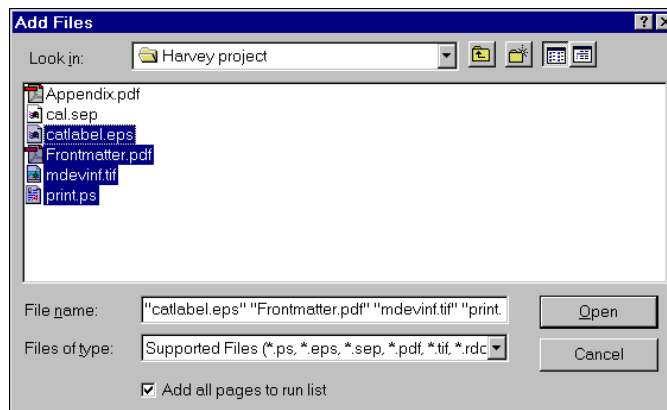 Add Files
Look in: Harvey project
Appendix.pdf
cal.sep
catlabel.eps
Frontmatter.pdf
mdevinf.tif
print.ps
File name: "catlabel.eps" "Frontmatter.pdf" "mdevinf.tif" "print.
Open
Files of type: Supported Files (*.ps, *.eps, *.sep, *.pdf, *.tif, *.rdc
Cancel
Add all pages to run list